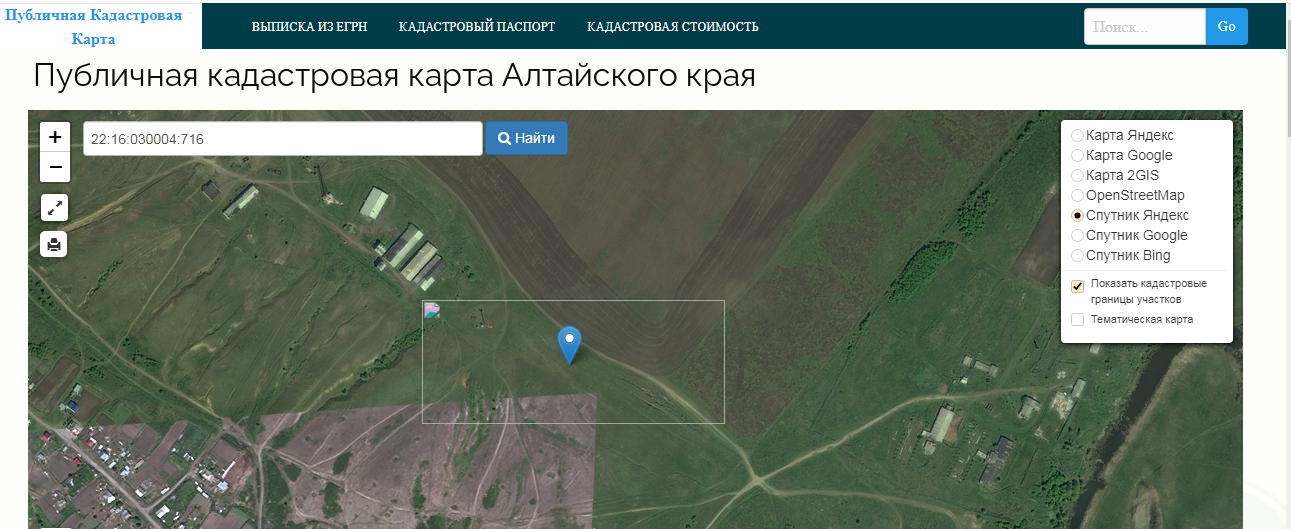 Публичная Кадастровая
Карта
ВЫПИСКА ИЗ ЕГРН
КАДАСТРОВЫЙ ПАСПОРТ
КАДАСТРОВАЯ СТОИМОСТЬ
Поиск...
Go
Публичная кадастровая карта Алтайского края
+
−
22:16:030004:716
Найти
Карта Яндекс
Карта Google
Карта 2GIS
OpenStreetMap
Спутник Яндекс
Спутник Google
Спутник Bing
Показать кадастровые
границы участков
Тематическая карта